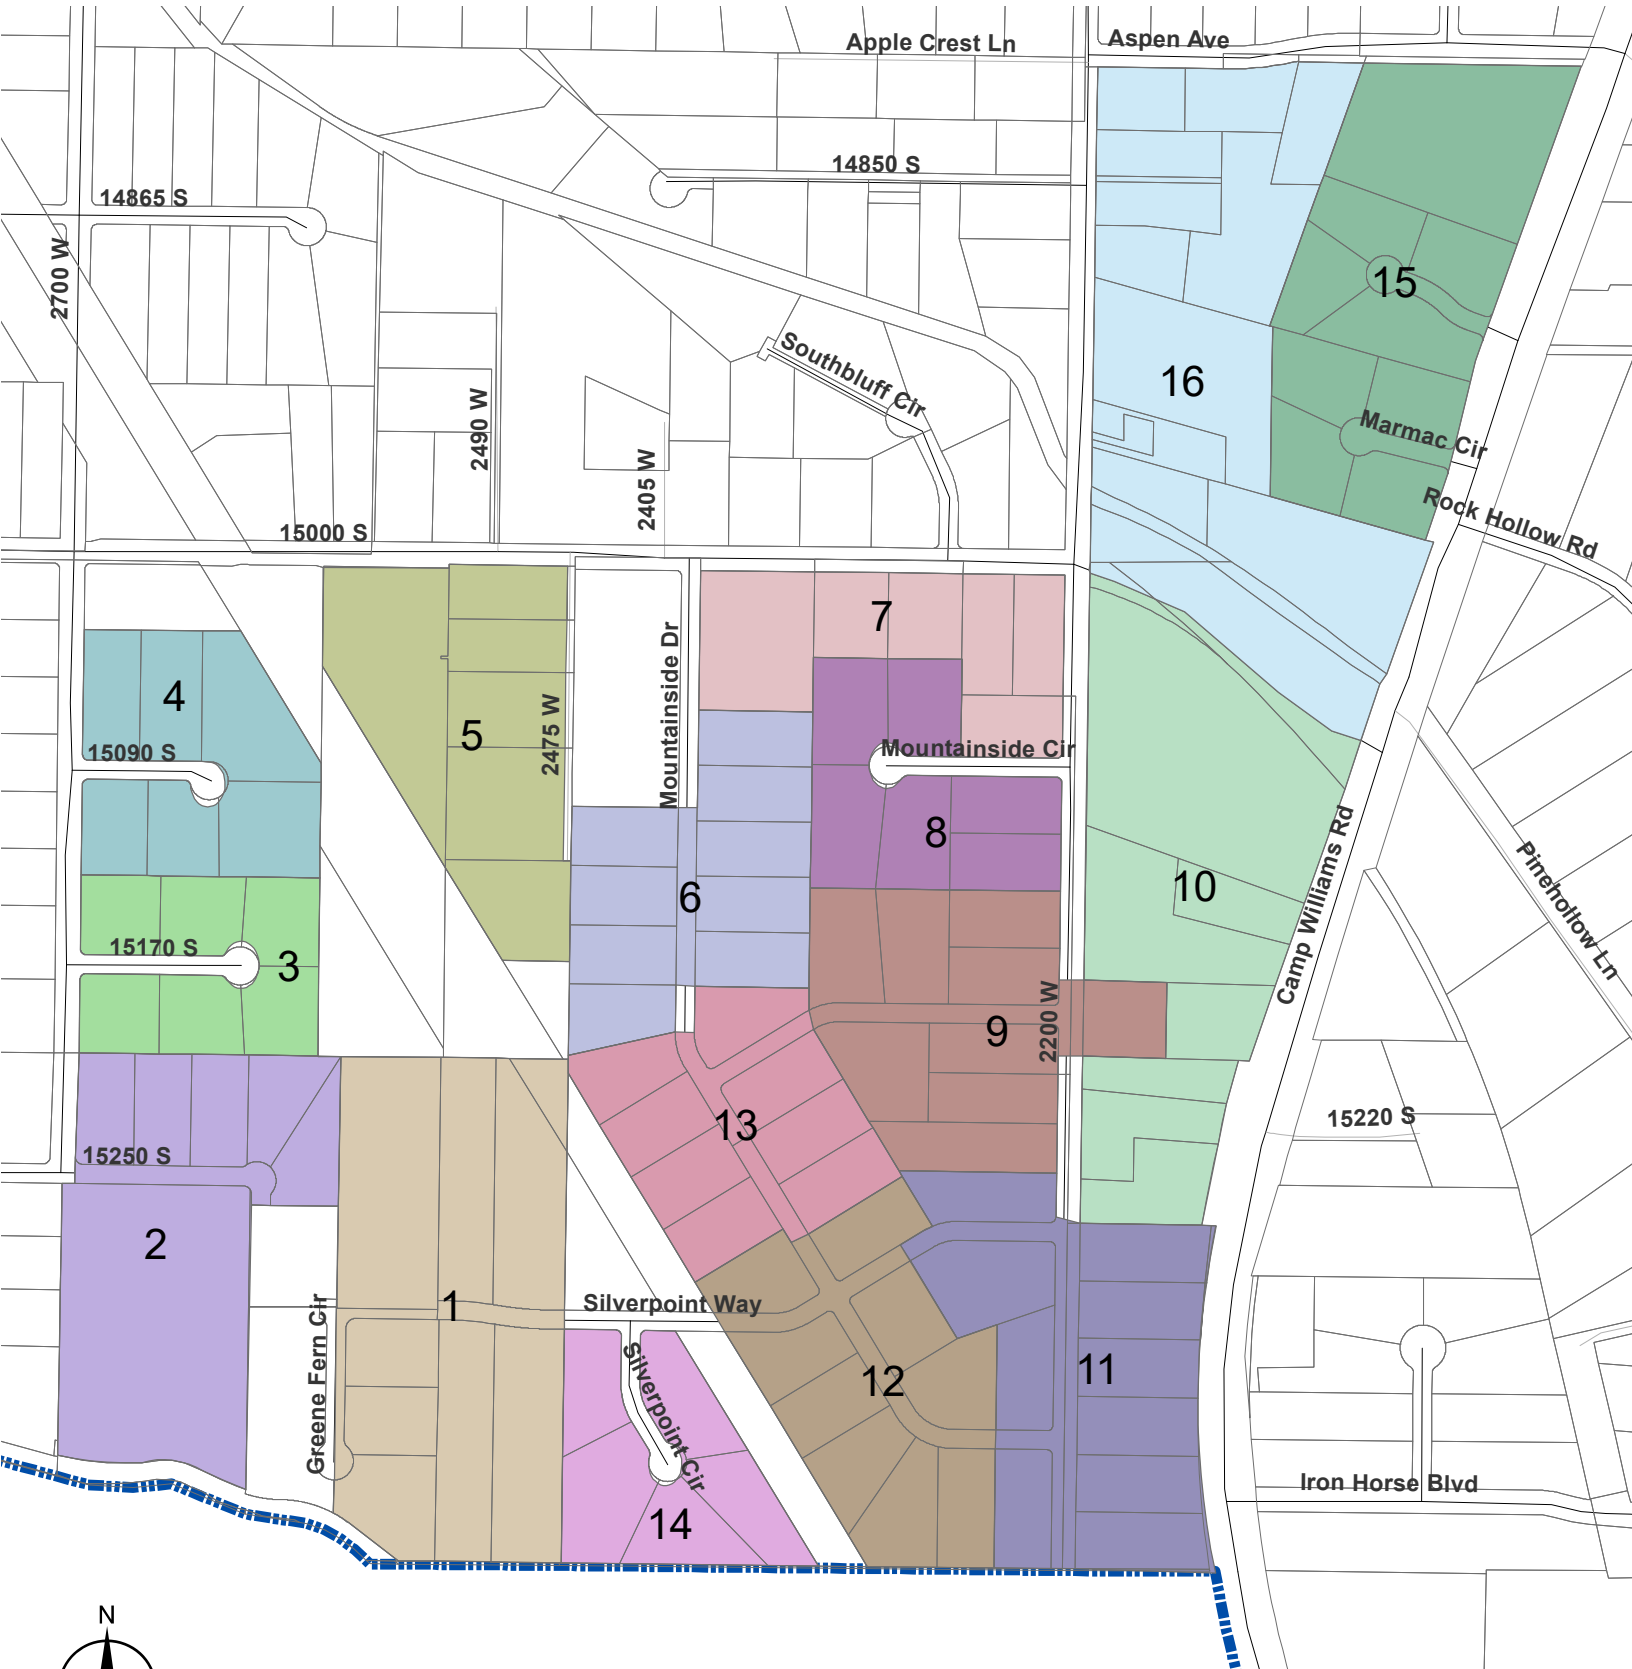 Apple Crest Ln
Aspen Ave
14850 S
14865 S
2700 W
15
Southbluff Cir
16
2490 W
Marmac Cir
2405 W
Rock Hollow Rd
15000 S
7
Mountainside Dr
4
5
2475 W
15090 S
Mountainside Cir
8
6
10
Camp Williams Rd
Pinehollow Ln
15170 S
3
9
2200 W
13
15220 S
15250 S
2
1
Silverpoint Way
Greene Fern Cir
Silverpoint Cir
12
11
Iron Horse Blvd
14
N